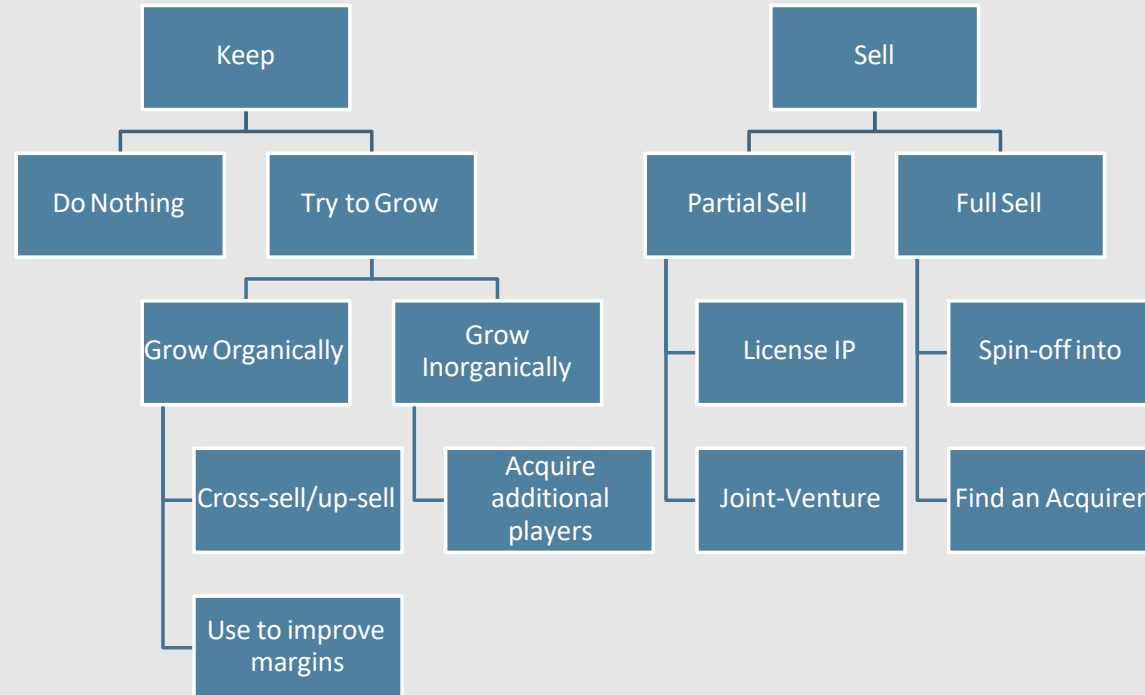 Keep
Sell
Do Nothing
Try to Grow
Partial Sell
Full Sell
Grow Organically
Grow
Inorganically
License IP
Spin-off into
Cross-sell/up-sell
Acquire
additional
players
Joint-Venture
Find an Acquirer
Use to improve
margins